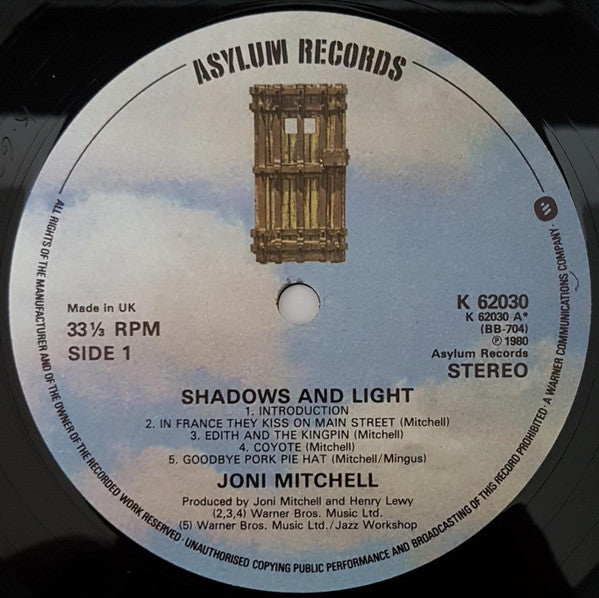 ASYLUM RECORDS
Made in UK
33⅓ RPM
SIDE 1
K 62030
K 62030 A*
(BB-704)
℗ 1980
Asylum Records
STEREO
SHADOWS AND LIGHT
1. INTRODUCTION
2. IN FRANCE THEY KISS ON MAIN STREET (Mitchell)
3. EDITH AND THE KINGPIN (Mitchell)
4. COYOTE (Mitchell)
5. GOODBYE PORK PIE HAT (Mitchell/Mingus)
JONI MITCHELL
Produced by Joni Mitchell and Henry Lewy
(2,3,4) Warner Bros. Music Ltd.
(5) Warner Bros. Music Ltd./Jazz Workshop
ALL RIGHTS OF THE MANUFACTURER AND OF THE OWNER OF THE RECORDED WORK RESERVED · UNAUTHORISED COPYING PUBLIC PERFORMANCE AND BROADCASTING OF THIS RECORD PROHIBITED · A WARNER COMMUNICATIONS COMPANY ·